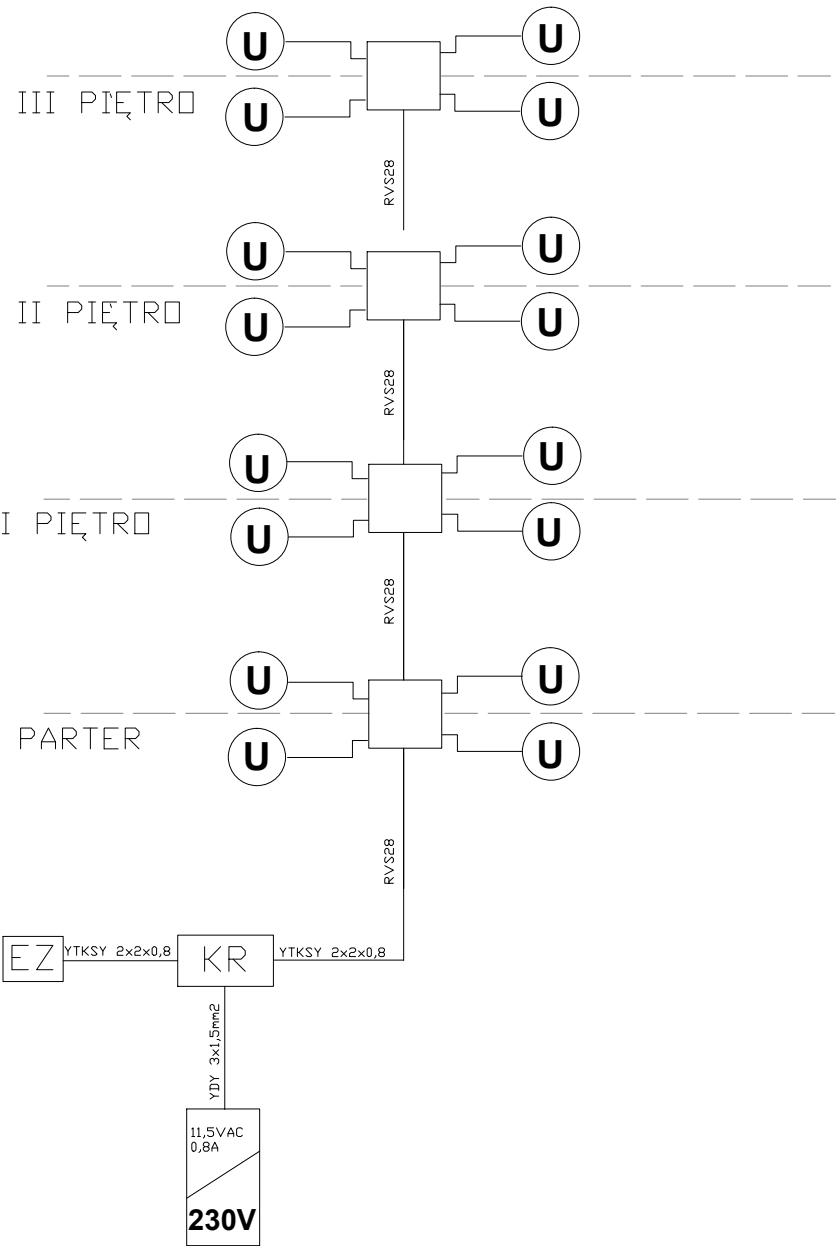 U U
III PIĘTRO
U U
RVS28
U U
II PIĘTRO
U U
RVS28
U U
I PIĘTRO
U U
RVS28
U U
PARTER
U U
RVS28
EZ YTKSY 2x2x0,8 KR YTKSY 2x2x0,8
YDY 3x1,5mm2
11,5VAC
0,8A
230V